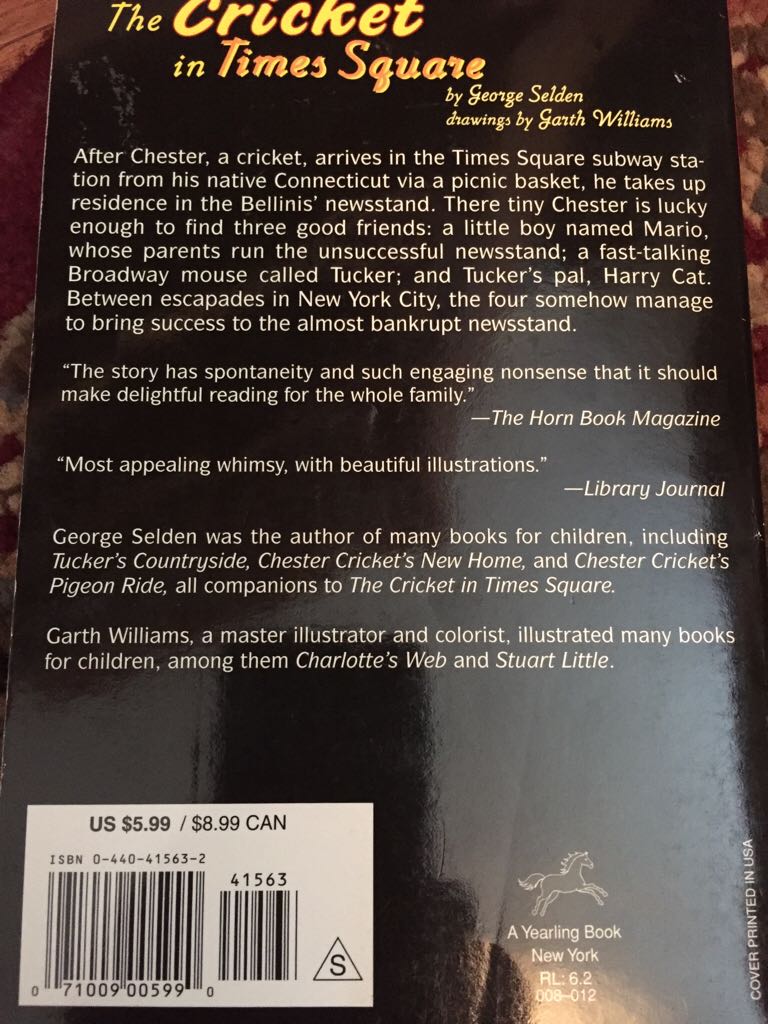 The Cricket
in Times Square
by George Selden
drawings by Garth Williams
After Chester, a cricket, arrives in the Times Square subway sta-
tion from his native Connecticut via a picnic basket, he takes up
residence in the Bellinis' newsstand. There tiny Chester is lucky
enough to find three good friends: a little boy named Mario,
whose parents run the unsuccessful newsstand; a fast-talking
Broadway mouse called Tucker; and Tucker's pal, Harry Cat.
Between escapades in New York City, the four somehow manage
to bring success to the almost bankrupt newsstand.
“The story has spontaneity and such engaging nonsense that it should
make delightful reading for the whole family.”
—The Horn Book Magazine
“Most appealing whimsy, with beautiful illustrations.”
—Library Journal
George Selden was the author of many books for children, including
Tucker's Countryside, Chester Cricket's New Home, and Chester Cricket's
Pigeon Ride, all companions to The Cricket in Times Square.
Garth Williams, a master illustrator and colorist, illustrated many books
for children, among them Charlotte's Web and Stuart Little.
US $5.99 / $8.99 CAN
ISBN 0-440-41563-2
41563
0 71009 00599 0
S
A Yearling Book
New York
RL: 6.2
008-012
COVER PRINTED IN USA